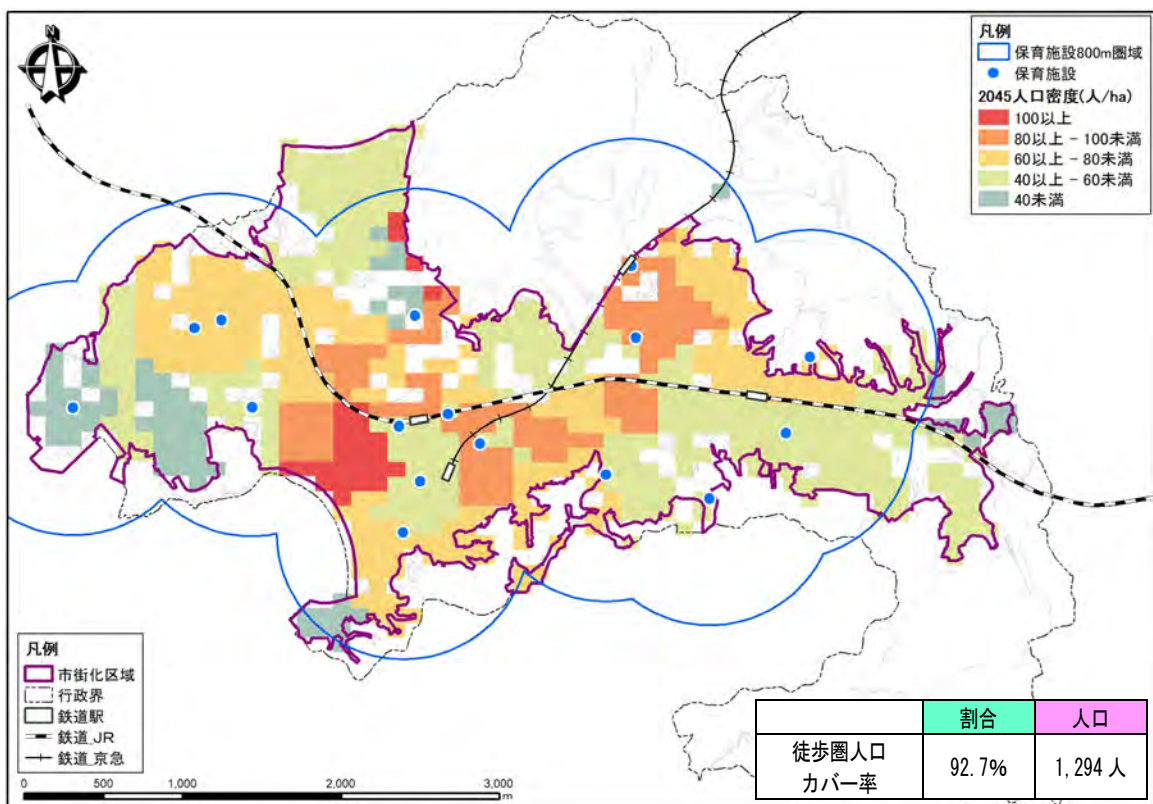 N
凡例
保育施設800m圏域
保育施設
2045人口密度(人/ha)
100以上
80以上 - 100未満
60以上 - 80未満
40以上 - 60未満
40未満
凡例
市街化区域
行政界
鉄道駅
鉄道_JR
鉄道_京急
0 500 1,000 2,000 3,000
m
割合 人口
徒歩圏人口
カバー率
92.7% 1,294 人